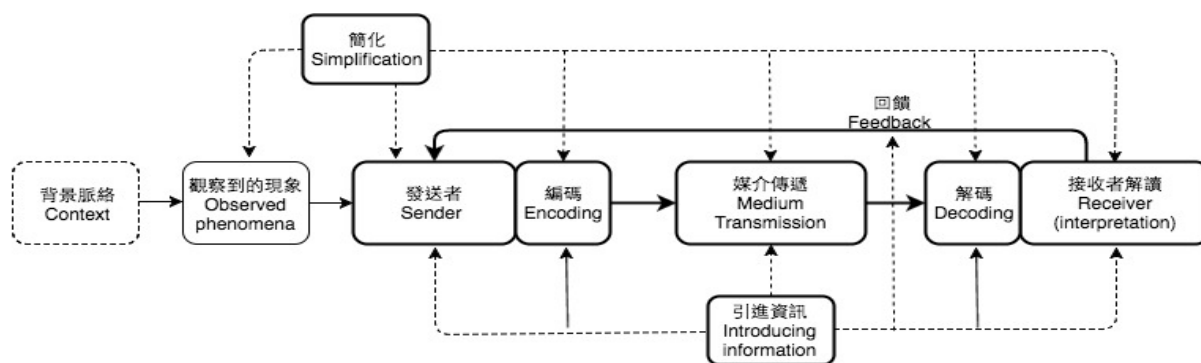 簡化
Simplification
回饋
Feedback
背景脈絡
Context
觀察到的現象
Observed
phenomena
發送者
Sender
編碼
Encoding
媒介傳遞
Medium
Transmission
解碼
Decoding
接收者解讀
Receiver
(interpretation)
引進資訊
Introducing
information